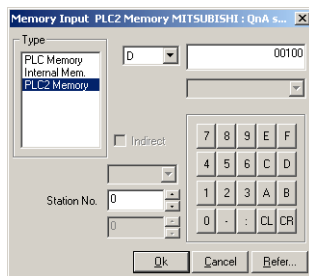 Memory Input PLC2 Memory MITSUBISHI : QnA s... X
Type
PLC Memory
Internal Mem.
PLC2 Memory
D
00100
Indirect
7 8 9 E F
4 5 6 C D
1 2 3 A B
0 - : CL CR
Station No. 0
0
Ok Cancel Refer...